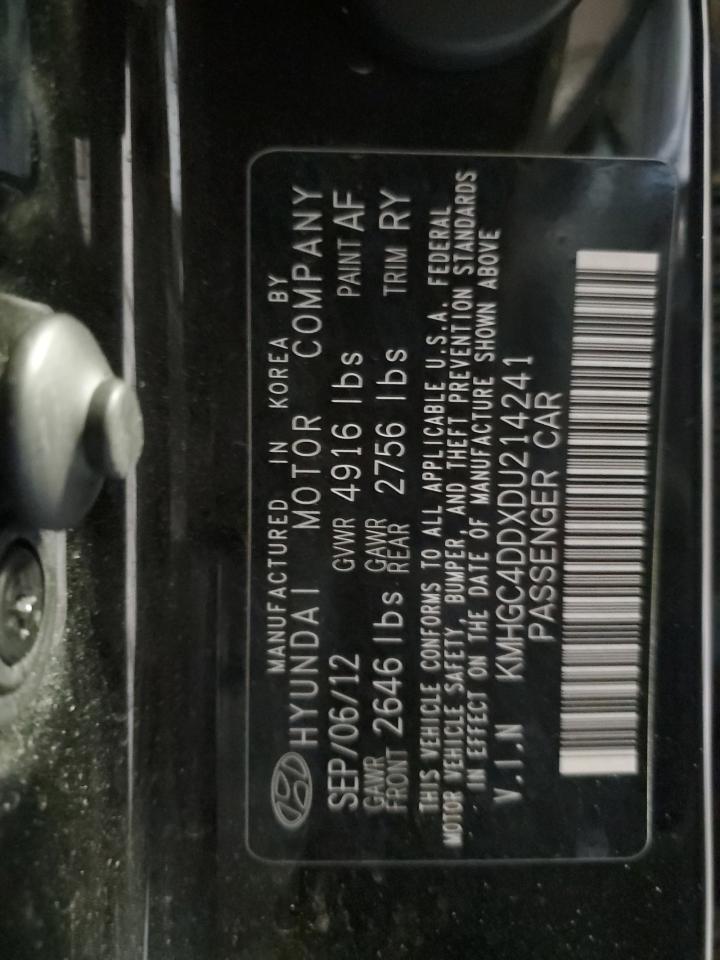 MANUFACTURED IN KOREA BY
HYUNDAI MOTOR COMPANY
SEP/06/12 GVWR 4916 lbs PAINT AF
GAWR FRONT 2646 lbs GAWR REAR 2756 lbs TRIM RY
THIS VEHICLE CONFORMS TO ALL APPLICABLE U.S.A. FEDERAL
MOTOR VEHICLE SAFETY, BUMPER, AND THEFT PREVENTION STANDARDS
IN EFFECT ON THE DATE OF MANUFACTURE SHOWN ABOVE
V.I.N KMHGC4DDXDU214241
PASSENGER CAR